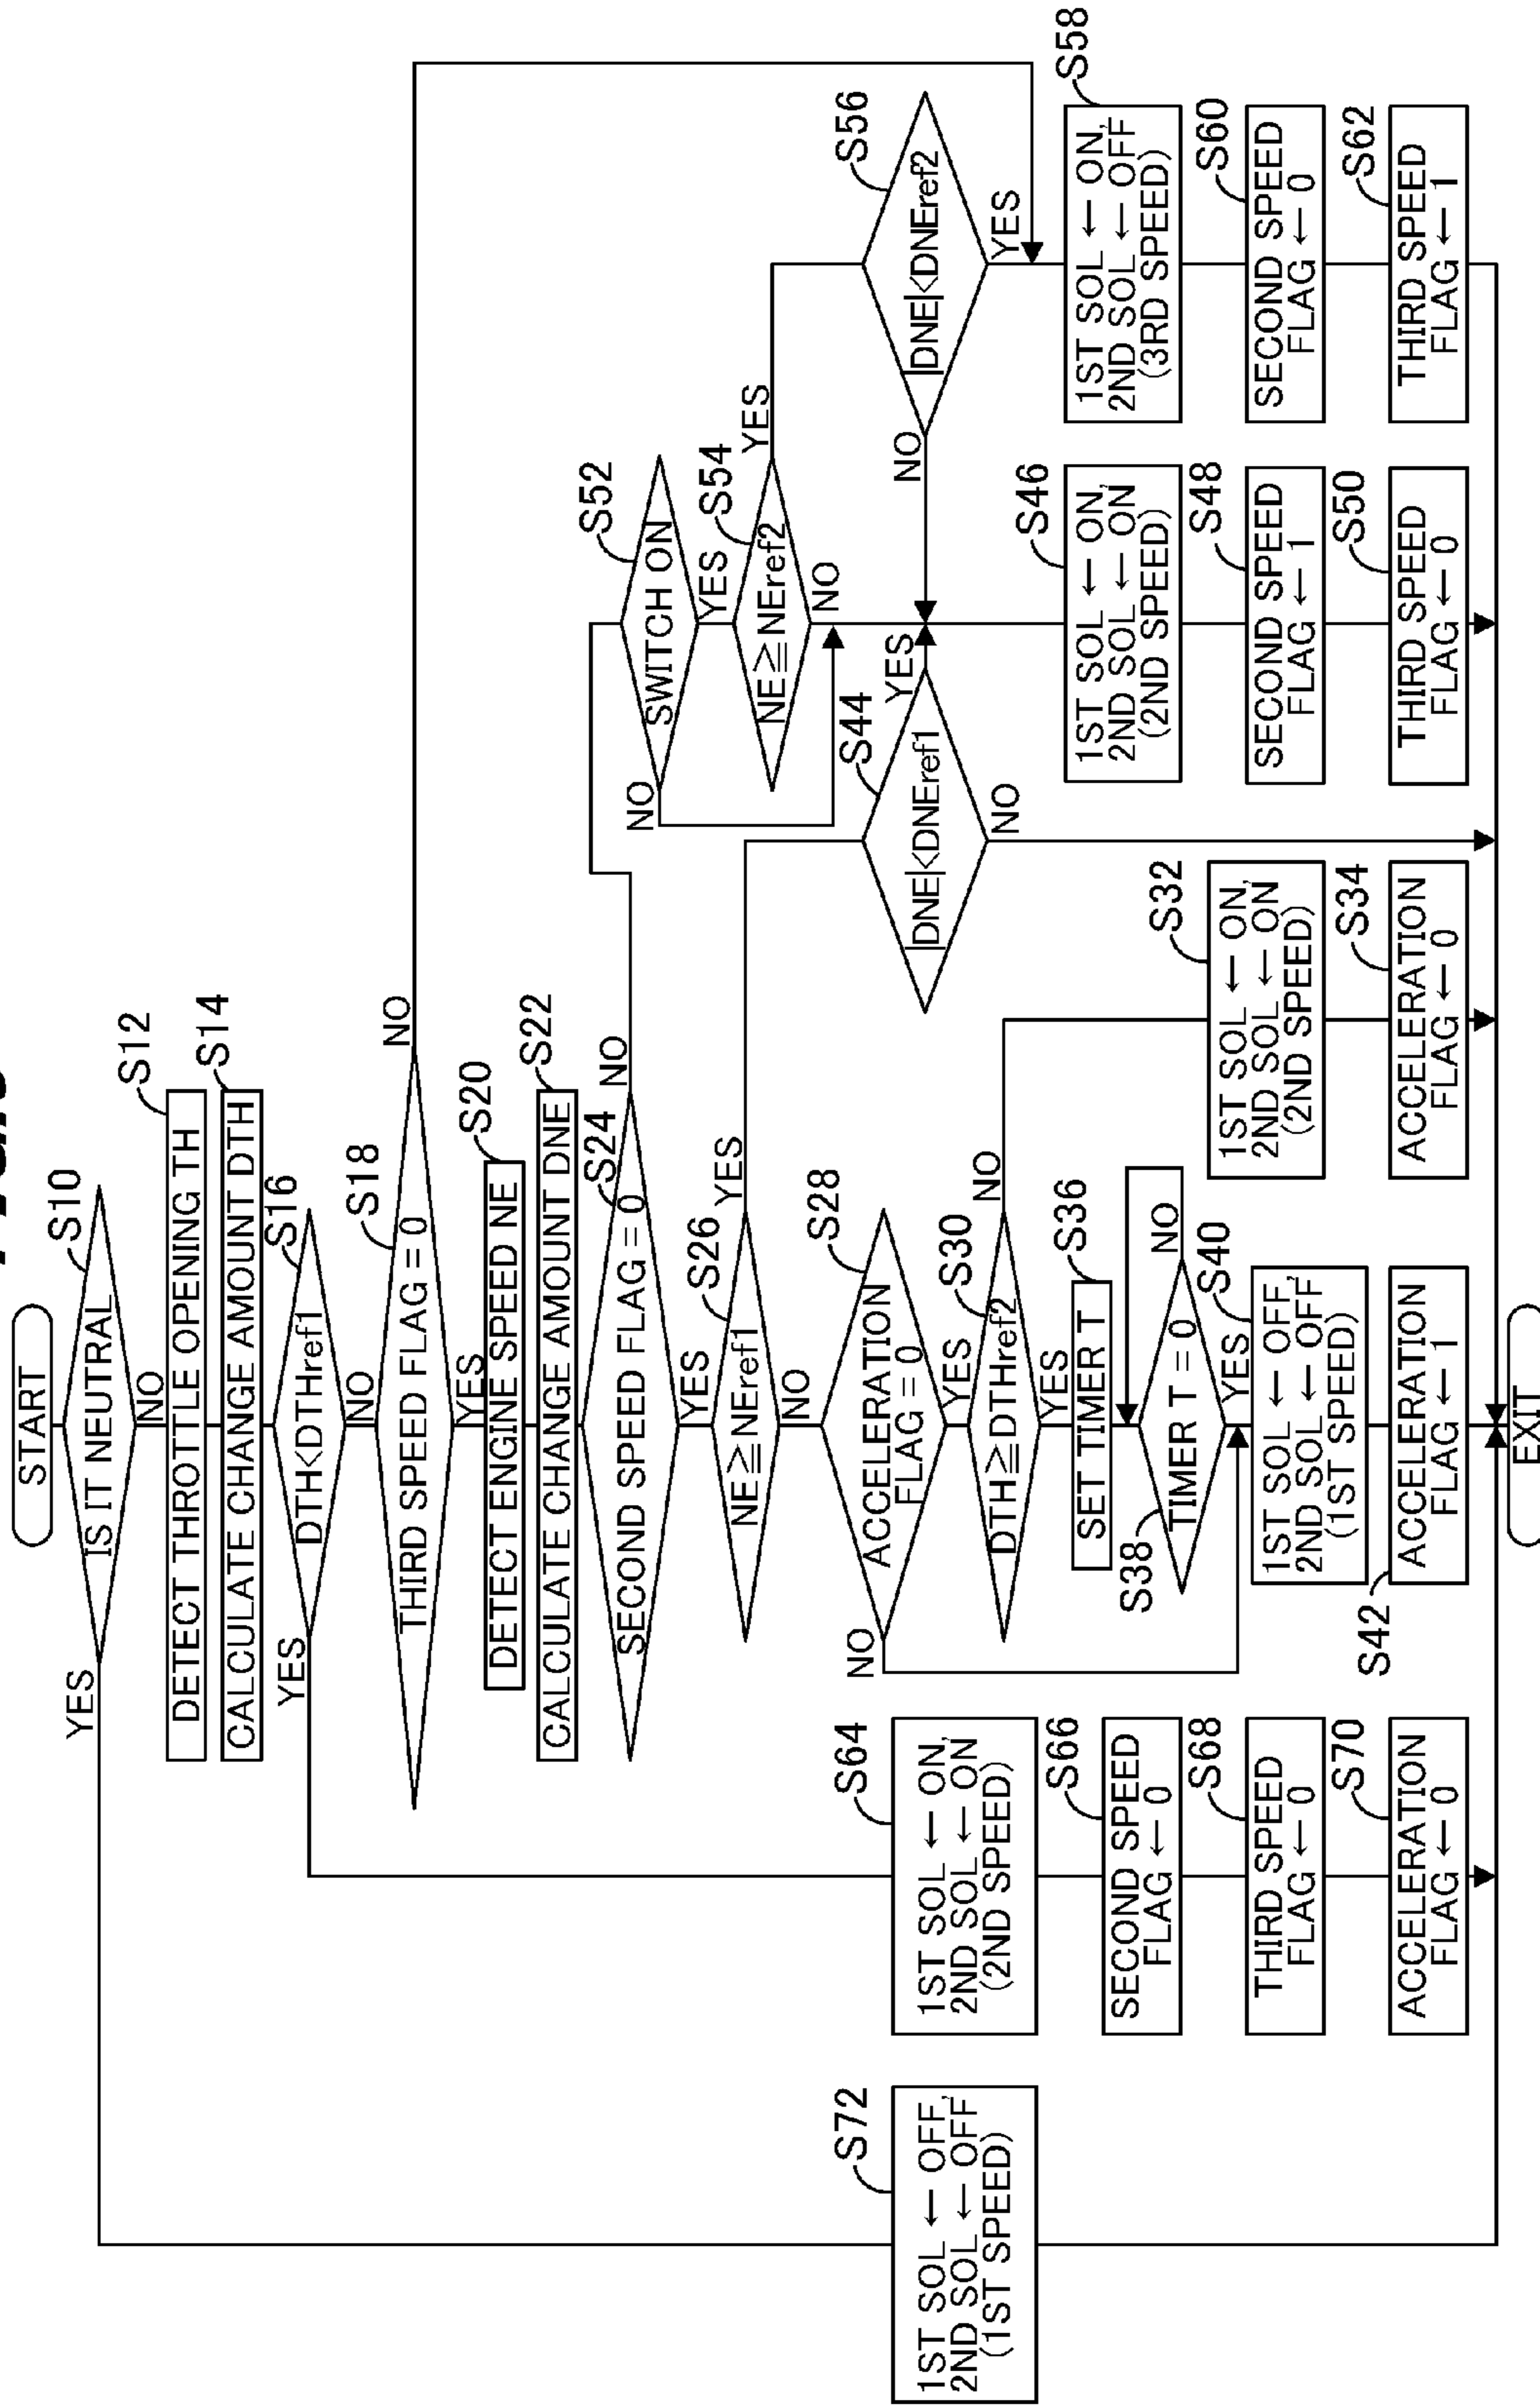 START
S10
IS IT NEUTRAL
YES
NO
S12
DETECT THROTTLE OPENING TH
S14
CALCULATE CHANGE AMOUNT DTH
S16
DTH<DTHref1
YES
NO
S18
THIRD SPEED FLAG = 0
NO
YES
S20
DETECT ENGINE SPEED NE
S22
CALCULATE CHANGE AMOUNT DNE
S24
SECOND SPEED FLAG = 0
NO
YES
S26
NE≧NEref1
YES
NO
S28
ACCELERATION
FLAG = 0
NO
YES
S30
DTH≧DTHref2
NO
YES
S36
SET TIMER T
S38
TIMER T = 0
NO
YES
S40
1ST SOL ← OFF,
2ND SOL ← OFF
(1ST SPEED)
S42
ACCELERATION
FLAG ← 1
EXIT
S32
1ST SOL ← ON,
2ND SOL ← ON
(2ND SPEED)
S34
ACCELERATION
FLAG ← 0
S44
|DNE|<DNEref1
YES
NO
S52
SWITCH ON
NO
YES
S54
NE≧NEref2
YES
NO
S46
1ST SOL ← ON,
2ND SOL ← ON
(2ND SPEED)
S48
SECOND SPEED
FLAG ← 1
S50
THIRD SPEED
FLAG ← 0
S56
|DNE|<DNEref2
NO
YES
S58
1ST SOL ← ON,
2ND SOL ← OFF
(3RD SPEED)
S60
SECOND SPEED
FLAG ← 0
S62
THIRD SPEED
FLAG ← 1
S64
1ST SOL ← ON,
2ND SOL ← ON
(2ND SPEED)
S66
SECOND SPEED
FLAG ← 0
S68
THIRD SPEED
FLAG ← 0
S70
ACCELERATION
FLAG ← 0
S72
1ST SOL ← OFF,
2ND SOL ← OFF
(1ST SPEED)